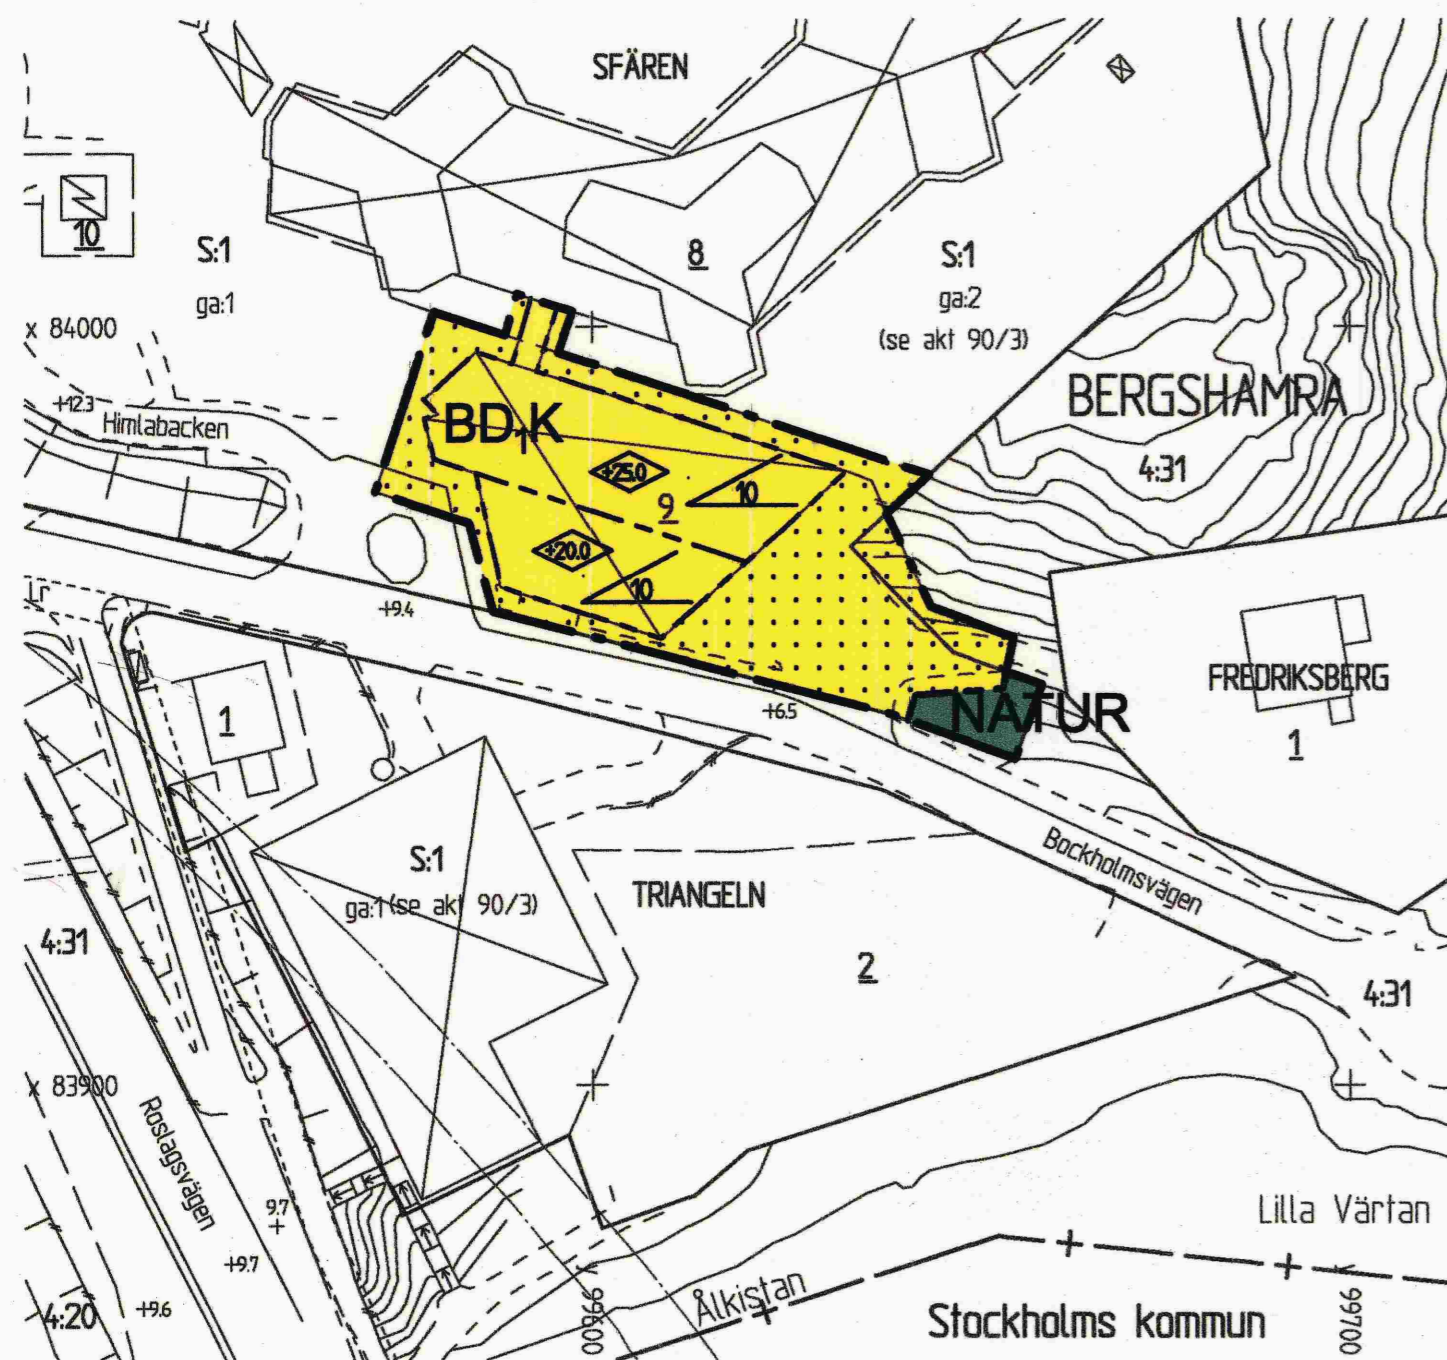 SFÄREN
10
S:1
ga:1
8
S:1
ga:2
(se akt 90/3)
x 84000
+12.3
Himlabacken
BERGSHAMRA
4:31
BD₁K
+25.0
10
9
+20.0
10
Lr
+9.4
1
FREDRIKSBERG
1
NATUR
+6.5
S:1
ga:1 (se akt 90/3)
TRIANGELN
Bockholmsvägen
2
4:31
4:31
x 83900
Roslagsvägen
9.7
+9.7
+9.6
4:20
Lilla Värtan
Ålkistan
99600
Stockholms kommun
99700